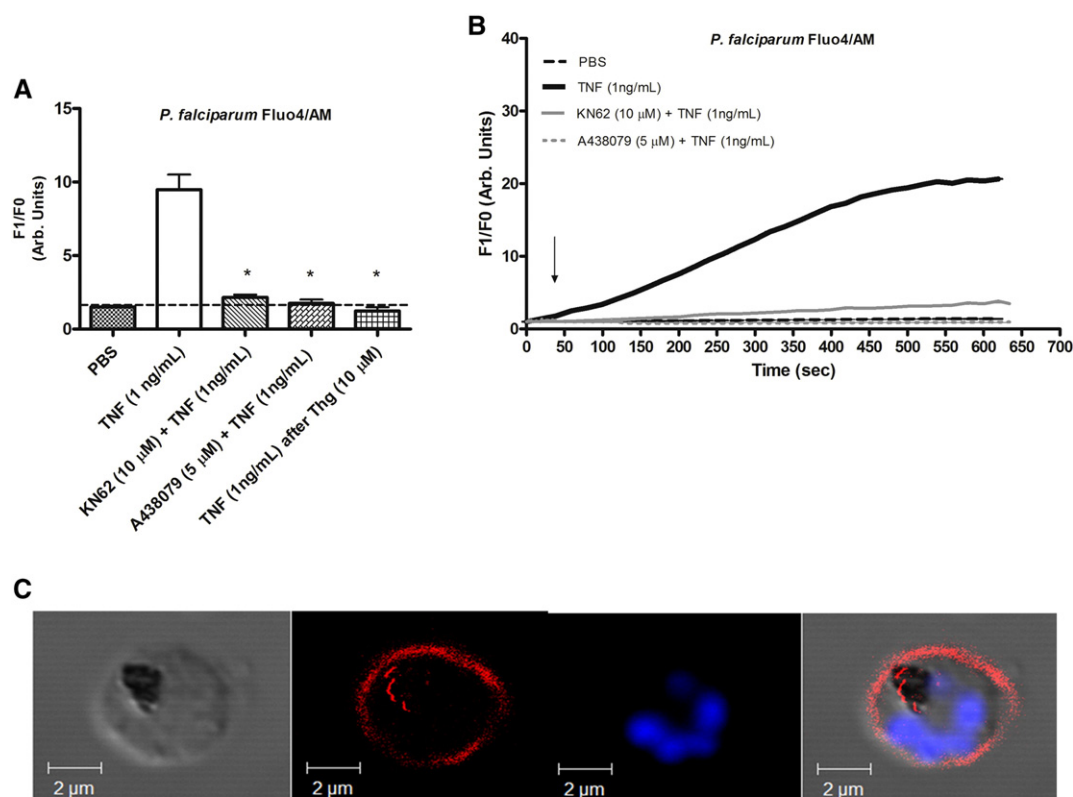 A
P. falciparum Fluo4/AM
15
10
5
0
F1/F0
(Arb. Units)
PBS
TNF (1 ng/mL)
KN62 (10 μM) + TNF (1ng/mL)
A438079 (5 μM) + TNF (1ng/mL)
TNF (1ng/mL) after Thg (10 μM)
* * *
B
P. falciparum Fluo4/AM
PBS
TNF (1ng/mL)
KN62 (10 μM) + TNF (1ng/mL)
A438079 (5 μM) + TNF (1ng/mL)
40
30
20
10
0
F1/F0 (Arb. Units)
0 50 100 150 200 250 300 350 400 450 500 550 600 650 700
Time (sec)
C
2 μm
2 μm
2 μm
2 μm